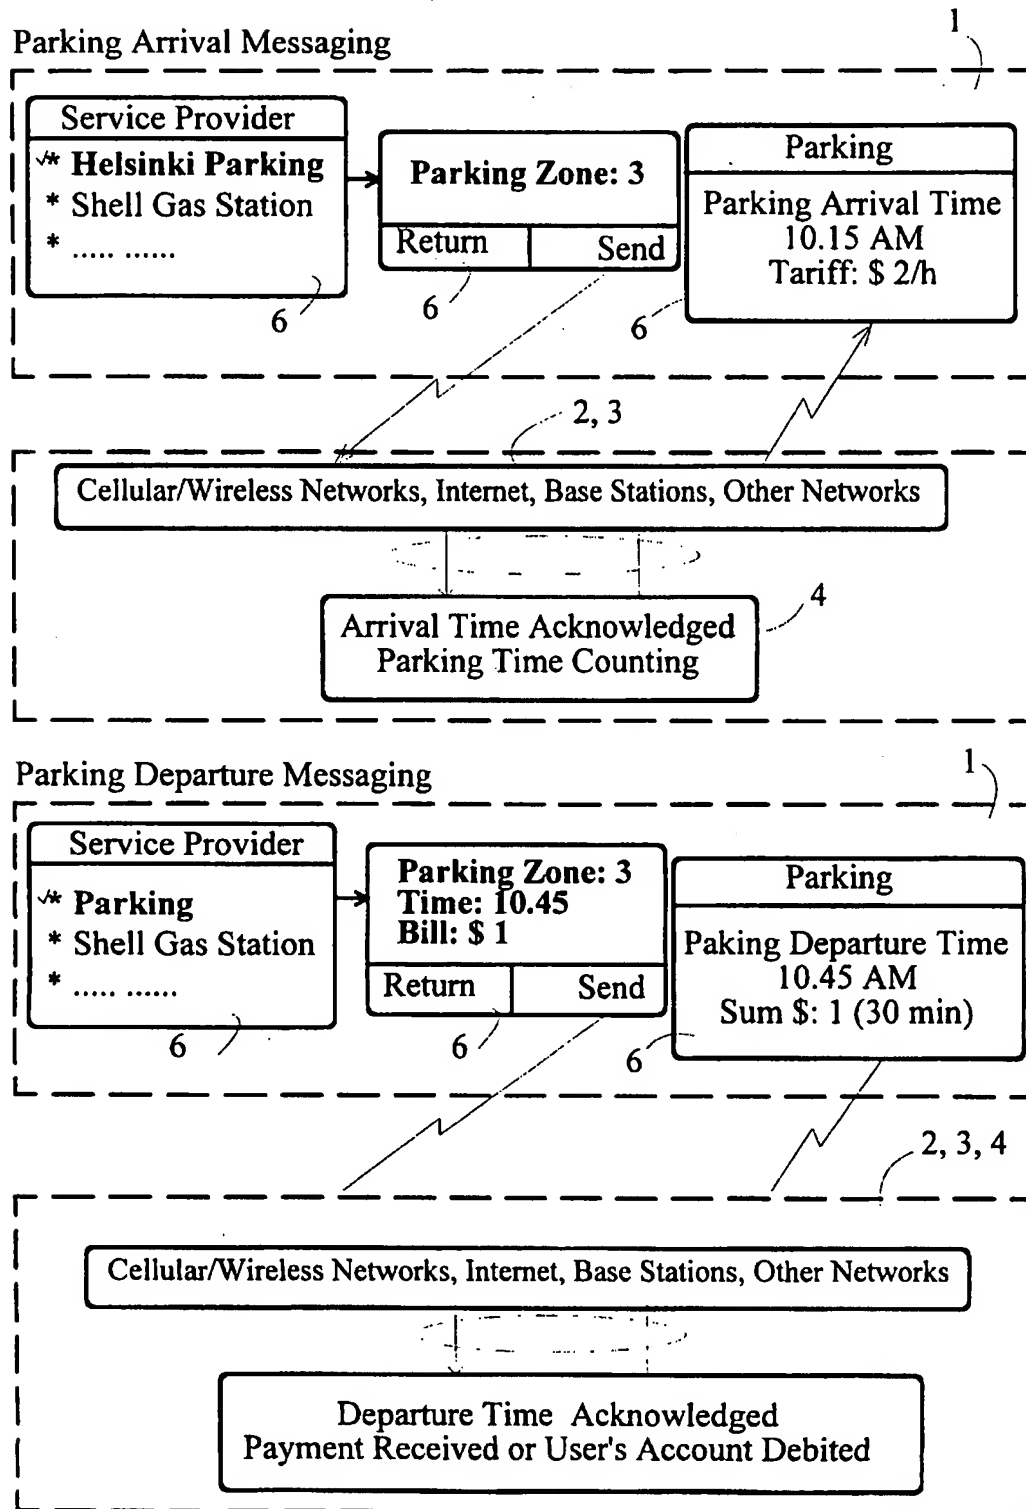 Parking Arrival Messaging
1
Service Provider
✓* Helsinki Parking
* Shell Gas Station
* ..... ......
6
Parking Zone: 3
Return
Send
6
Parking
Parking Arrival Time
10.15 AM
Tariff: $ 2/h
6
2, 3
Cellular/Wireless Networks, Internet, Base Stations, Other Networks
Arrival Time Acknowledged
Parking Time Counting
4
Parking Departure Messaging
1
Service Provider
✓* Parking
* Shell Gas Station
* ..... ......
6
Parking Zone: 3
Time: 10.45
Bill: $ 1
Return
Send
6
Parking
Paking Departure Time
10.45 AM
Sum $: 1 (30 min)
6
2, 3, 4
Cellular/Wireless Networks, Internet, Base Stations, Other Networks
Departure Time Acknowledged
Payment Received or User's Account Debited